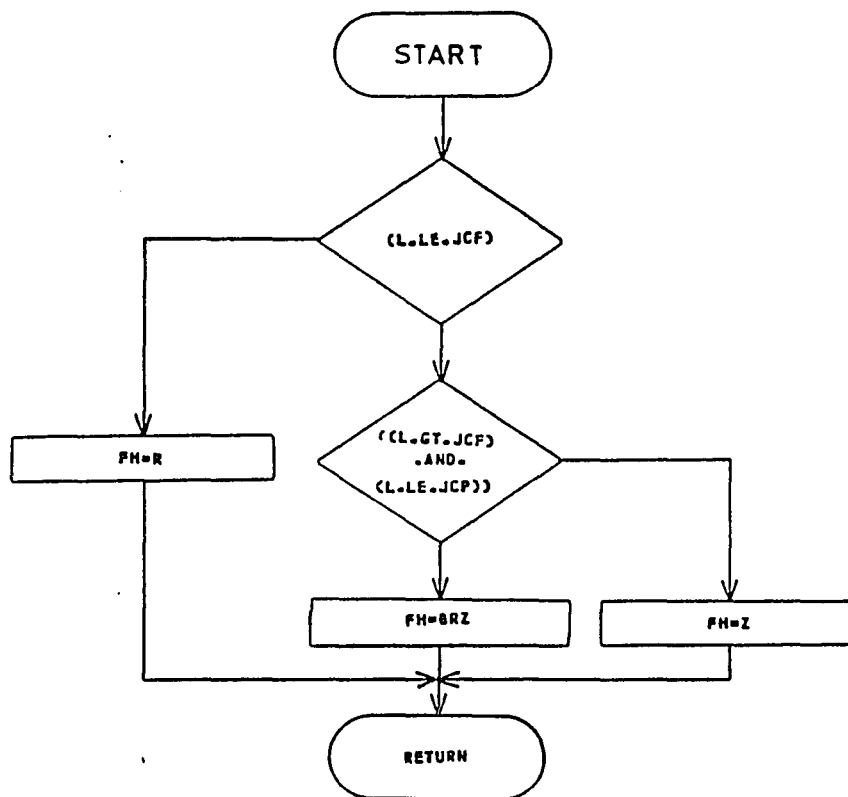 START
(L.LE.JCF)
FH=R
((L.GT.JCF)
.AND.
(L.LE.JCP))
FH=BRZ
FH=Z
RETURN